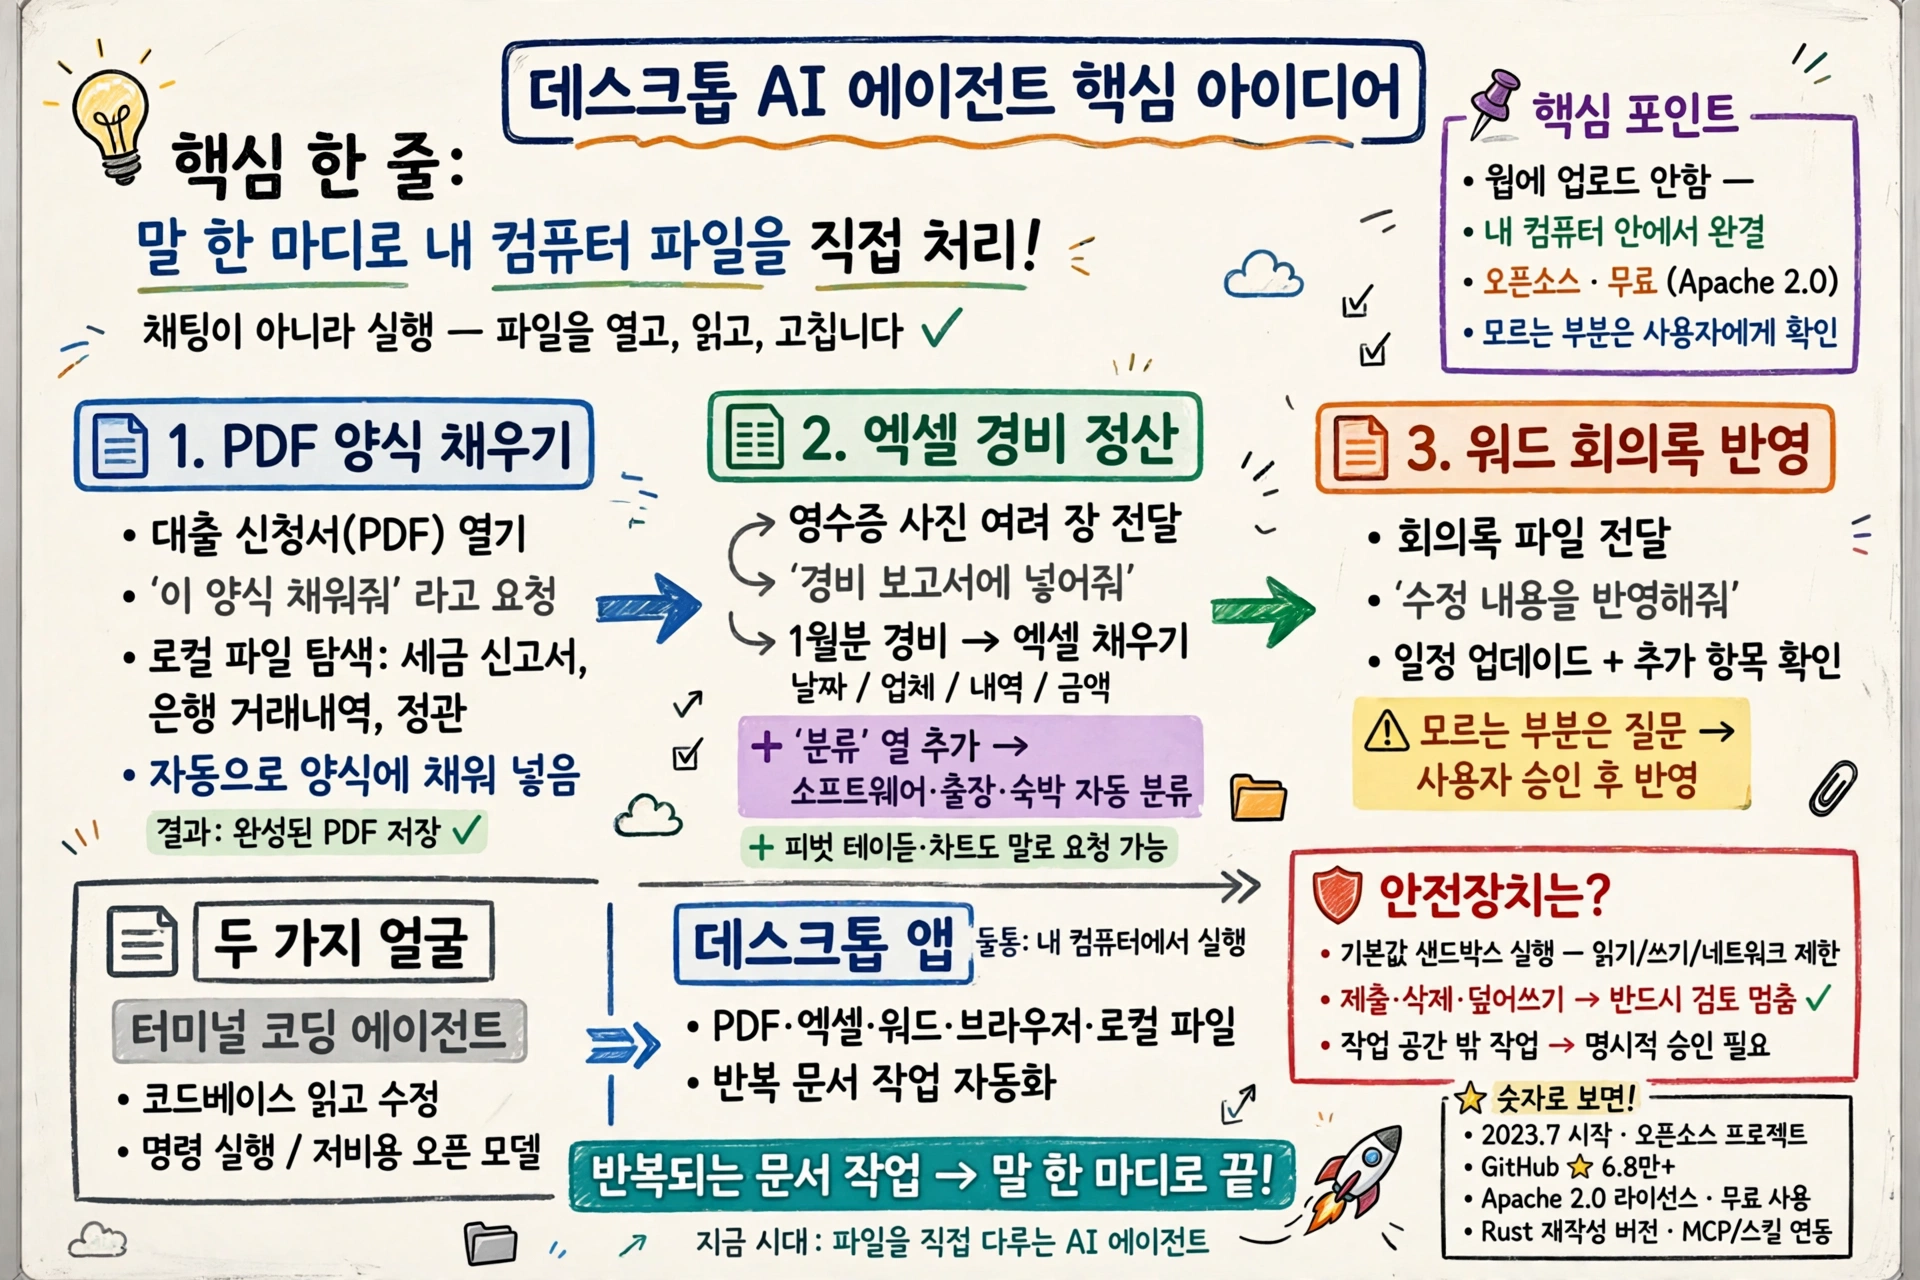 데스크톱 AI 에이전트 핵심 아이디어
핵심 한 줄:
말 한 마디로 내 컴퓨터 파일을 직접 처리!
채팅이 아니라 실행 — 파일을 열고, 읽고, 고칩니다 ✓
핵심 포인트
• 웝에 업로드 안함 —
• 내 컴퓨터 안에서 완결
• 오픈소스 · 무료 (Apache 2.0)
• 모르는 부분은 사용자에게 확인
1. PDF 양식 채우기
• 대출 신청서(PDF) 열기
• ‘이 양식 채워줘’ 라고 요청
• 로컬 파일 탐색: 세금 신고서,
은행 거래내역, 정관
• 자동으로 양식에 채워 넣음
결과: 완성된 PDF 저장 ✓
2. 엑셀 경비 정산
영수증 사진 여려 장 전달
‘경비 보고서에 넣어줘’
1월분 경비 → 엑셀 채우기
날짜 / 업체 / 내역 / 금액
+ ‘분류’ 열 추가 →
소프트웨어·출장·숙박 자동 분류
+ 피벗 테이듣·차트도 말로 요청 가능
3. 워드 회의록 반영
• 회의록 파일 전달
• ‘수정 내용을 반영해줘’
• 일정 업데이드 + 추가 항목 확인
모르는 부분은 질문 →
사용자 승인 후 반영
두 가지 얼굴
터미널 코딩 에이전트
• 코드베이스 읽고 수정
• 명령 실행 / 저비용 오픈 모델
데스크톱 앱
둘통: 내 컴퓨터에서 실행
• PDF·엑셀·워드·브라우저·로컬 파일
• 반복 문서 작업 자동화
안전장치는?
• 기본값 샌드박스 실행 — 읽기/쓰기/네트워크 제한
• 제출·삭제·덮어쓰기 → 반드시 검토 멈춤 ✓
• 작업 공간 밖 작업 → 명시적 승인 필요
숫자로 보면!
• 2023.7 시작 · 오픈소스 프로젝트
• GitHub ⭐ 6.8만+
• Apache 2.0 라이선스 · 무료 사용
• Rust 재작성 버전 · MCP/스킬 연동
반복되는 문서 작업 → 말 한 마디로 끝!
지금 시대: 파일을 직접 다루는 AI 에이전트